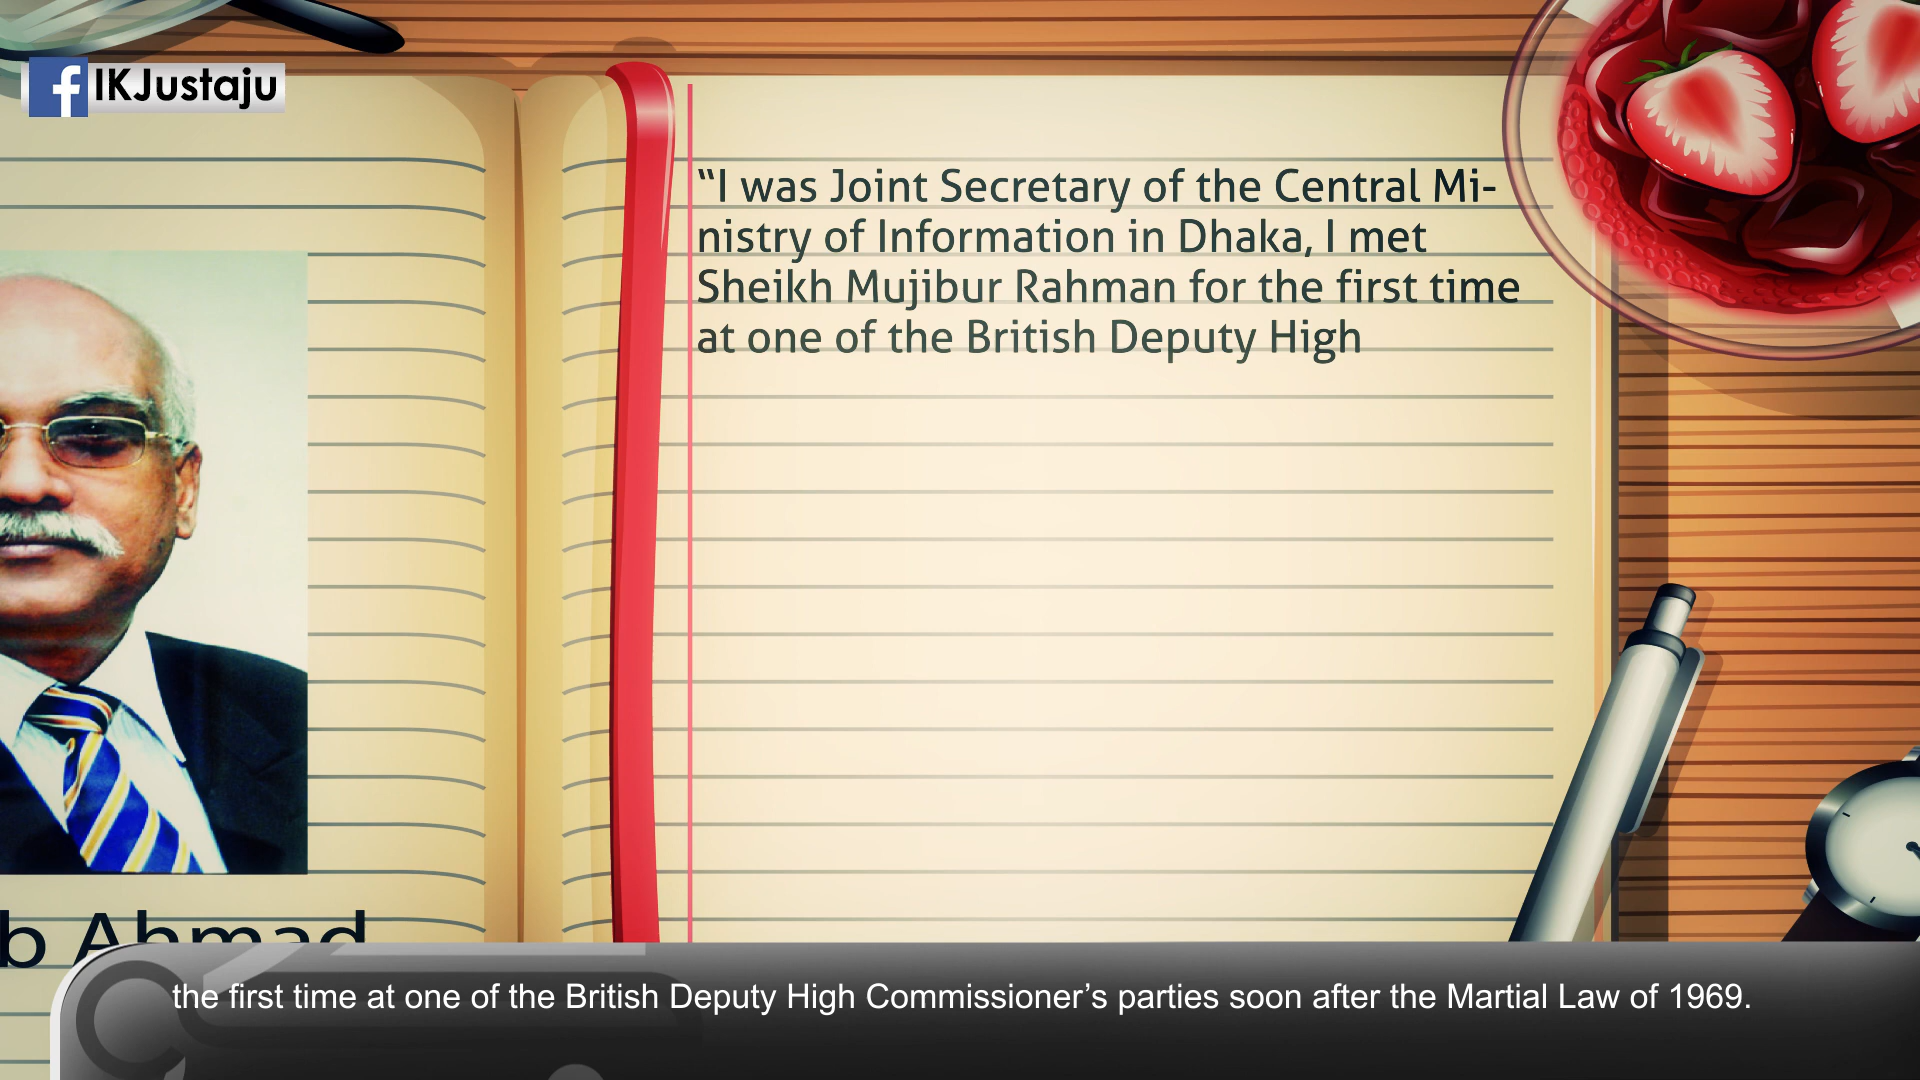 IKJustaju
“I was Joint Secretary of the Central Mi-
nistry of Information in Dhaka, I met
Sheikh Mujibur Rahman for the first time
at one of the British Deputy High
b Ahmad
the first time at one of the British Deputy High Commissioner’s parties soon after the Martial Law of 1969.